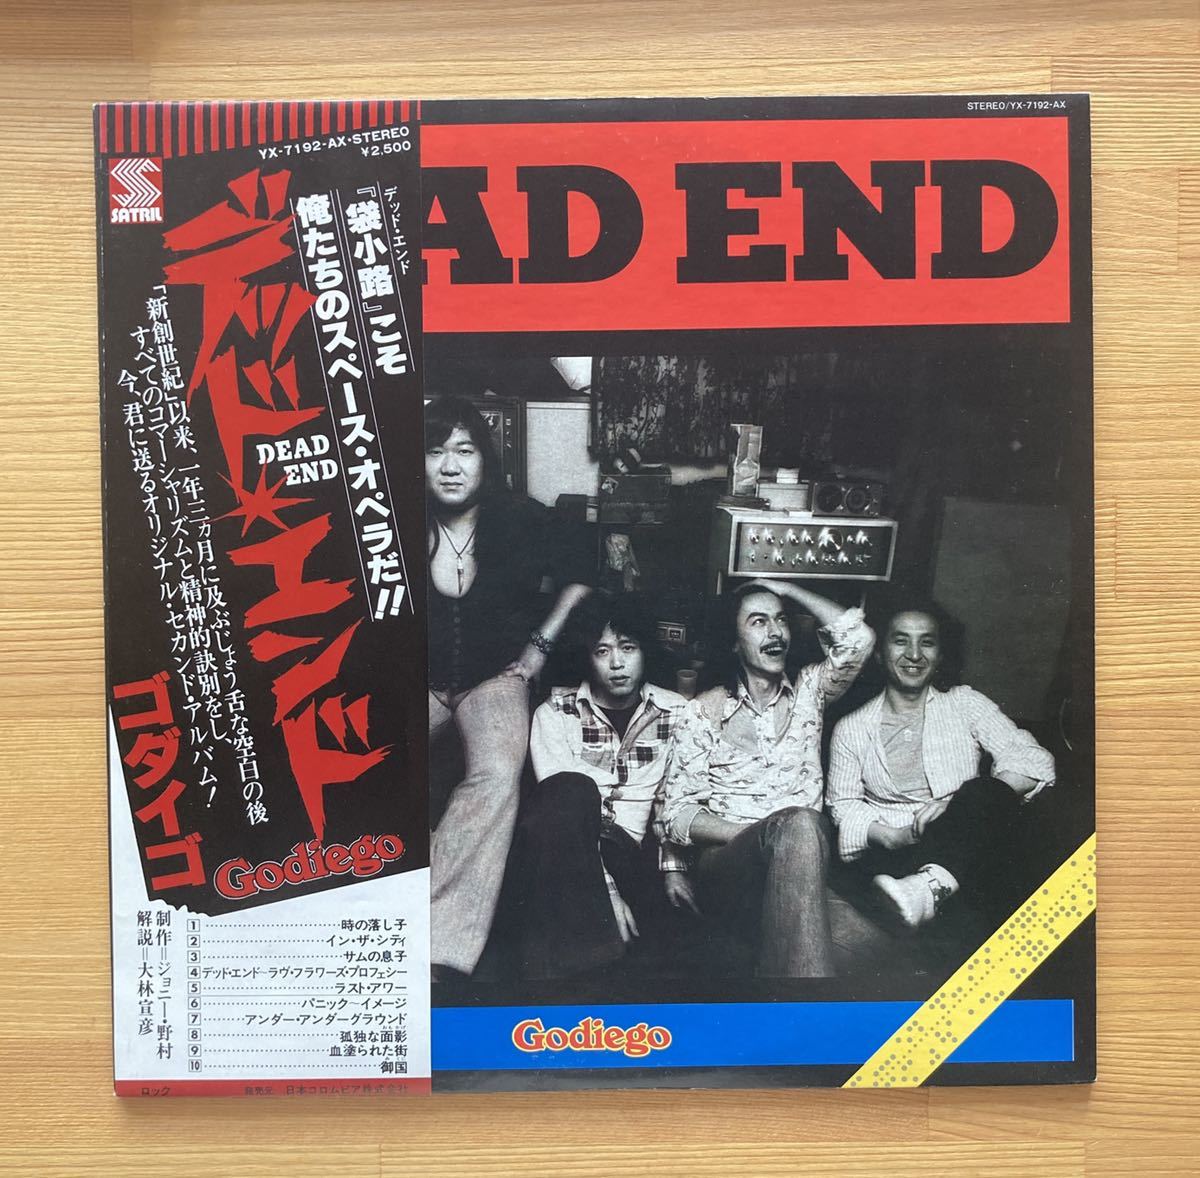 STEREO/YX-7192-AX
AD END
YX-7192-AX・STEREO
¥2,500
SATRIL
デッド・エンド
『袋小路』こそ
俺たちのスペース・オペラだ!!
デッド★エンド
DEAD
END
「新創世紀」以来、一年三ヵ月に及ぶじょう舌な空白の後
すべてのコマーシャリズムと精神的訣別をし、
今、君に送るオリジナル・セカンド・アルバム!
ゴダイゴ
Godiego
制作=ジョニー・野村
解説=大林宣彦
1 時の落し子
2 イン・ザ・シティ
3 サムの息子
4 デッド・エンド〜ラヴ・フラワーズ・プロフェシー
5 ラスト・アワー
6 パニック〜イメージ
7 アンダー・アンダーグラウンド
8 孤独な面影
9 血塗られた街
10 御国
ロック 発売元 日本コロムビア株式会社
Godiego